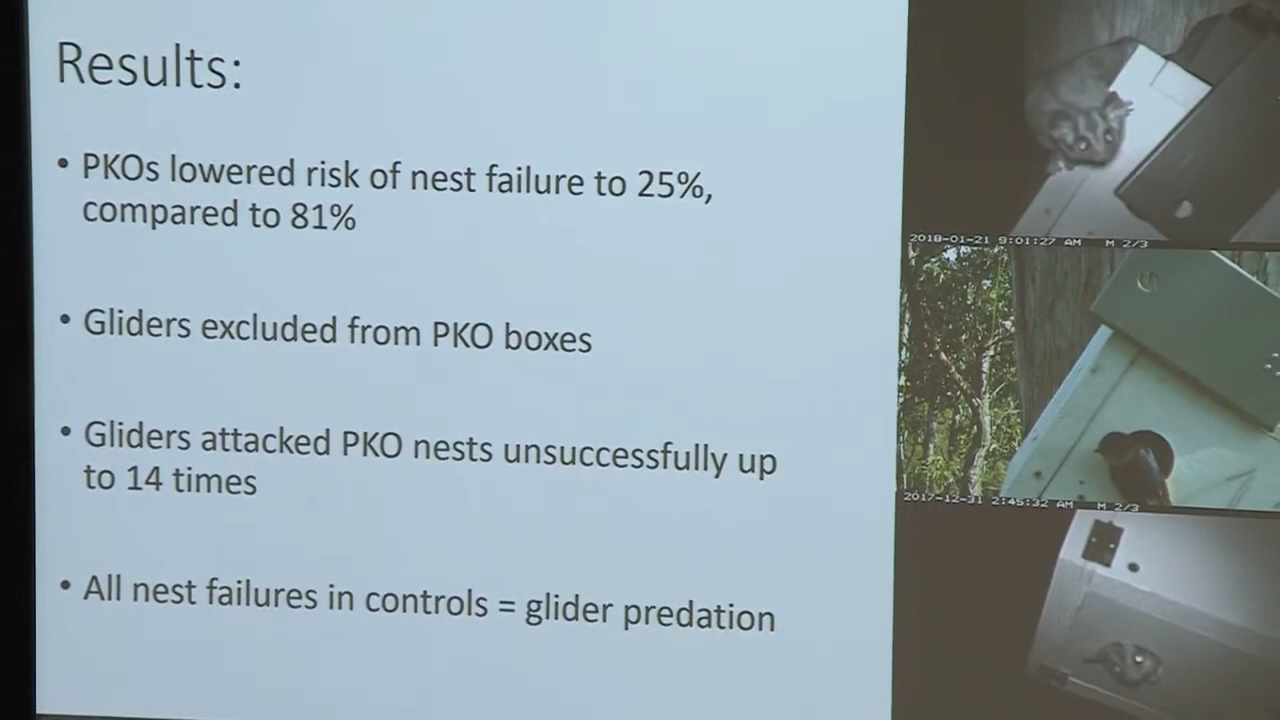 Results:
• PKOs lowered risk of nest failure to 25%,
compared to 81%
• Gliders excluded from PKO boxes
• Gliders attacked PKO nests unsuccessfully up
to 14 times
• All nest failures in controls = glider predation
2018-01-21 9:01:27 AM M 2/3
2017-12-31 2:45:32 AM M 2/3